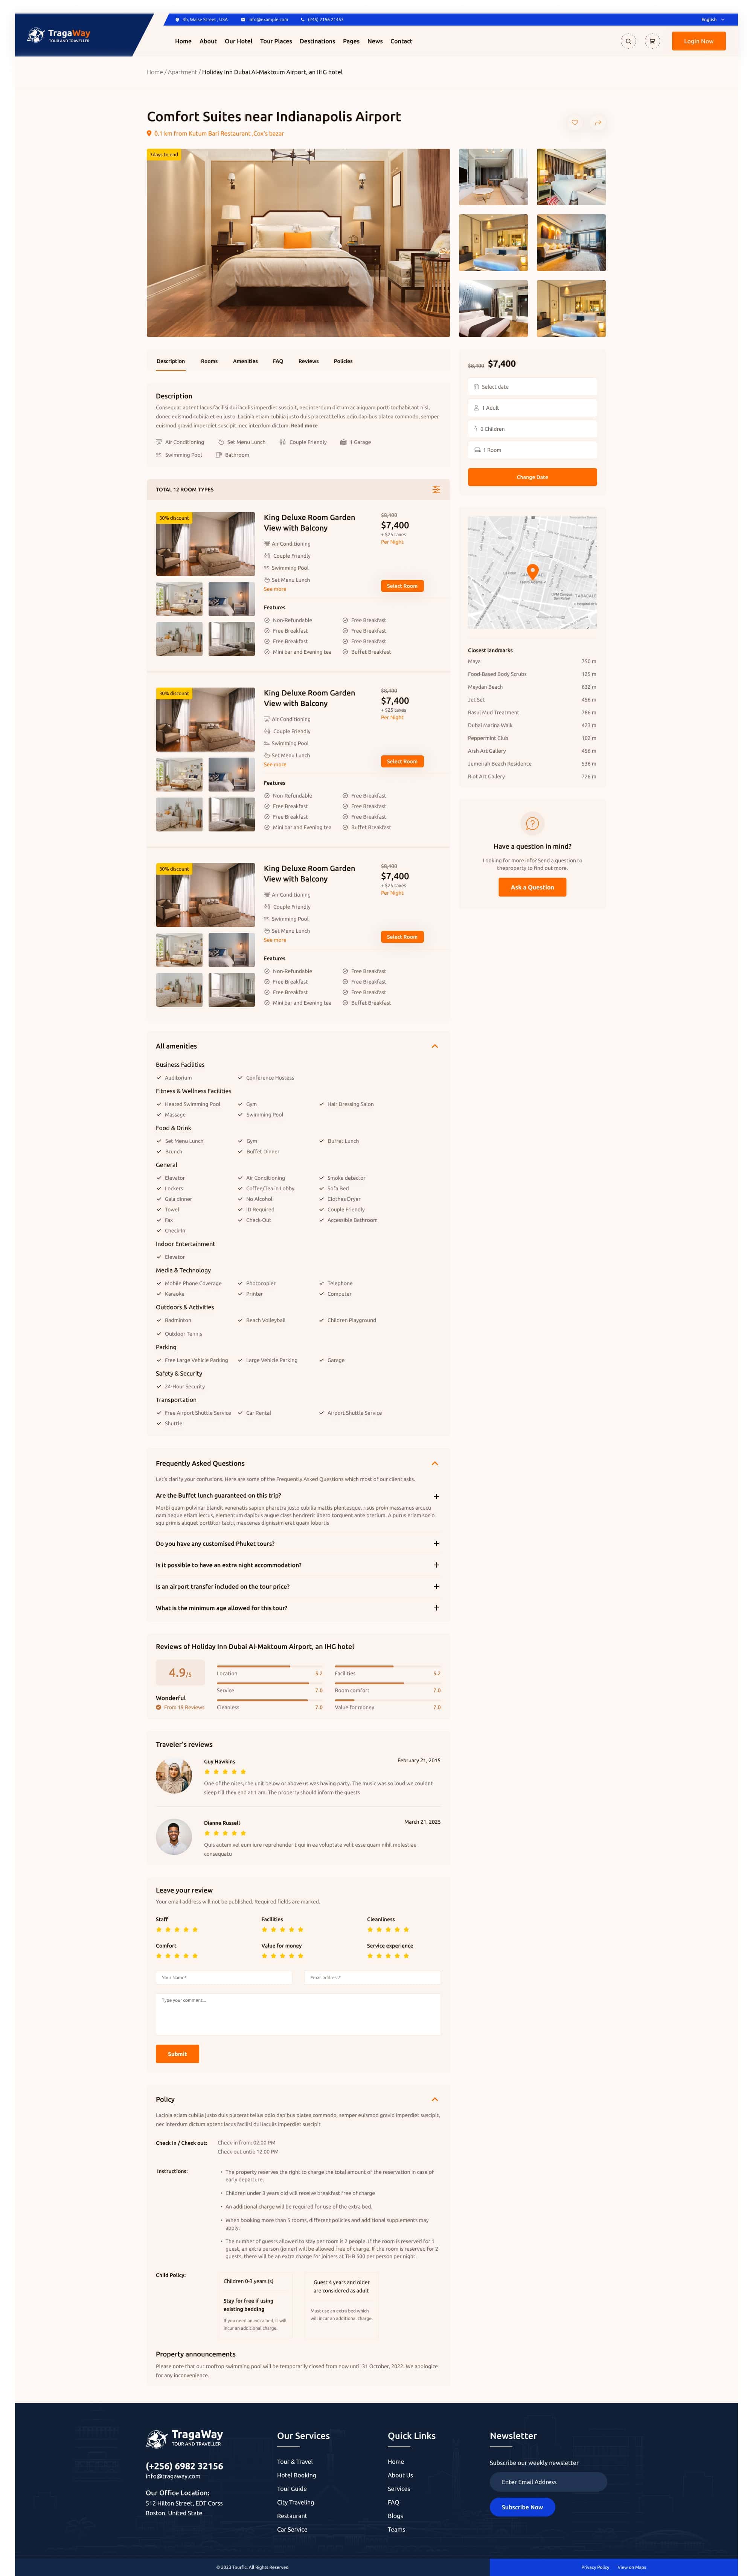 45, Waise Street , USA
info@example.com
(245) 2156 21453
English
TragaWay
TOUR AND TRAVELLER
Home
About
Our Hotel
Tour Places
Destinations
Pages
News
Contact
Login Now
Home / Apartment / Holiday Inn Dubai Al-Maktoum Airport, an IHG hotel
Comfort Suites near Indianapolis Airport
0.1 km from Kutum Bari Restaurant ,Cox's bazar
5days to end
Description
Rooms
Amenities
FAQ
Reviews
Policies
Description
Consequat aptent lacus facilisi dui iaculis imperdiet suscipit, nec interdum dictum ac aliquam porttitor habitant nisl,
donec euismod cubilia et eu justo. Lacinia etiam cubilia justo duis placerat tellus odio dapibus platea commodo, semper
euismod gravid imperdiet suscipit, nec interdum dictum. Read more
Air Conditioning
Set Menu Lunch
Couple Friendly
1 Garage
Swimming Pool
Bathroom
TOTAL 12 ROOM TYPES
30% discount
King Deluxe Room Garden
View with Balcony
Air Conditioning
Couple Friendly
Swimming Pool
Set Menu Lunch
See more
$8,400
$7,400
+ $25 taxes
Per Night
Select Room
Features
Non-Refundable
Free Breakfast
Free Breakfast
Free Breakfast
Free Breakfast
Free Breakfast
Mini bar and Evening tea
Buffet Breakfast
30% discount
King Deluxe Room Garden
View with Balcony
Air Conditioning
Couple Friendly
Swimming Pool
Set Menu Lunch
See more
$8,400
$7,400
+ $25 taxes
Per Night
Select Room
Features
Non-Refundable
Free Breakfast
Free Breakfast
Free Breakfast
Free Breakfast
Free Breakfast
Mini bar and Evening tea
Buffet Breakfast
30% discount
King Deluxe Room Garden
View with Balcony
Air Conditioning
Couple Friendly
Swimming Pool
Set Menu Lunch
See more
$8,400
$7,400
+ $25 taxes
Per Night
Select Room
Features
Non-Refundable
Free Breakfast
Free Breakfast
Free Breakfast
Free Breakfast
Free Breakfast
Mini bar and Evening tea
Buffet Breakfast
$8,400 $7,400
Select date
1 Adult
0 Children
1 Room
Change Date
Closest landmarks
Maya 750 m
Food-Based Body Scrubs 125 m
Meydan Beach 632 m
Jet Set 456 m
Rasul Mud Treatment 786 m
Dubai Marina Walk 423 m
Peppermint Club 102 m
Arsh Art Gallery 456 m
Jumeirah Beach Residence 536 m
Riot Art Gallery 726 m
Have a question in mind?
Looking for more info? Send a question to
theproperty to find out more.
Ask a Question
All amenities
Business Facilities
Auditorium
Conference Hostess
Fitness & Wellness Facilities
Heated Swimming Pool
Gym
Hair Dressing Salon
Massage
Swimming Pool
Food & Drink
Set Menu Lunch
Gym
Buffet Lunch
Brunch
Buffet Dinner
General
Elevator
Air Conditioning
Smoke detector
Lockers
Coffee/Tea in Lobby
Sofa Bed
Gala dinner
No Alcohol
Clothes Dryer
Towel
ID Required
Couple Friendly
Fax
Check-Out
Accessible Bathroom
Check-In
Indoor Entertainment
Elevator
Media & Technology
Mobile Phone Coverage
Photocopier
Telephone
Karaoke
Printer
Computer
Outdoors & Activities
Badminton
Beach Volleyball
Children Playground
Outdoor Tennis
Parking
Free Large Vehicle Parking
Large Vehicle Parking
Garage
Safety & Security
24-Hour Security
Transportation
Free Airport Shuttle Service
Car Rental
Airport Shuttle Service
Shuttle
Frequently Asked Questions
Let's clarify your confusions. Here are some of the Frequently Asked Questions which most of our client asks.
Are the Buffet lunch guaranteed on this trip?
Morbi quam pulvinar blandit venenatis sapien pharetra justo cubilia mattis plentesque, risus proin massamus arrucu
nam neque etiam lectus, elementum dapibus augue class hendrerit libero torquent ante pretium. A purus etiam socio
squ primis aliquet porttitor taciti, maecenas dignissim erat quam lobortis
Do you have any customised Phuket tours?
Is it possible to have an extra night accommodation?
Is an airport transfer included on the tour price?
What is the minimum age allowed for this tour?
Reviews of Holiday Inn Dubai Al-Maktoum Airport, an IHG hotel
4.9/5
Wonderful
From 19 Reviews
Location 5.2
Facilities 5.2
Service 7.0
Room comfort 7.0
Cleanless 7.0
Value for money 7.0
Traveler's reviews
Guy Hawkins
February 21, 2015
One of the nites, the unit below or above us was having party. The music was so loud we couldnt
sleep till they end at 1 am. The property should inform the guests
Dianne Russell
March 21, 2025
Quis autem vel eum iure reprehenderit qui in ea voluptate velit esse quam nihil molestiae
consequatu
Leave your review
Your email address will not be published. Required fields are marked.
Staff
Facilities
Cleanliness
Comfort
Value for money
Service experience
Your Name*
Email address*
Type your comment...
Submit
Policy
Lacinia etiam cubilia justo duis placerat tellus odio dapibus platea commodo, semper euismod gravid imperdiet suscipit,
nec interdum dictum aptent lacus facilisi dui iaculis imperdiet suscipit
Check In / Check out:
Check-in from: 02:00 PM
Check-out until: 12:00 PM
Instructions:
• The property reserves the right to charge the total amount of the reservation in case of
early departure.
• Children under 3 years old will receive breakfast free of charge
• An additional charge will be required for use of the extra bed.
• When booking more than 5 rooms, different policies and additional supplements may
apply.
• The number of guests allowed to stay per room is 2 people. If the room is reserved for 1
guest, an extra person (joiner) will be allowed free of charge. If the room is reserved for 2
guests, there will be an extra charge for joiners at THB 500 per person per night.
Child Policy:
Children 0-3 years (s)
Stay for free if using
existing bedding
If you need an extra bed, it will
incur an additional charge.
Guest 4 years and older
are considered as adult
Must use an extra bed which
will incur an additional charge.
Property announcements
Please note that our rooftop swimming pool will be temporarily closed from now until 31 October, 2022. We apologize
for any inconvenience.
TragaWay
TOUR AND TRAVELLER
(+256) 6982 32156
info@tragaway.com
Our Office Location:
512 Hilton Street, EDT Corss
Boston. United State
Our Services
Tour & Travel
Hotel Booking
Tour Guide
City Traveling
Restaurant
Car Service
Quick Links
Home
About Us
Services
FAQ
Blogs
Teams
Newsletter
Subscribe our weekly newsletter
Enter Email Address
Subscribe Now
© 2023 Tourfic. All Rights Reserved
Privacy Policy
View on Maps